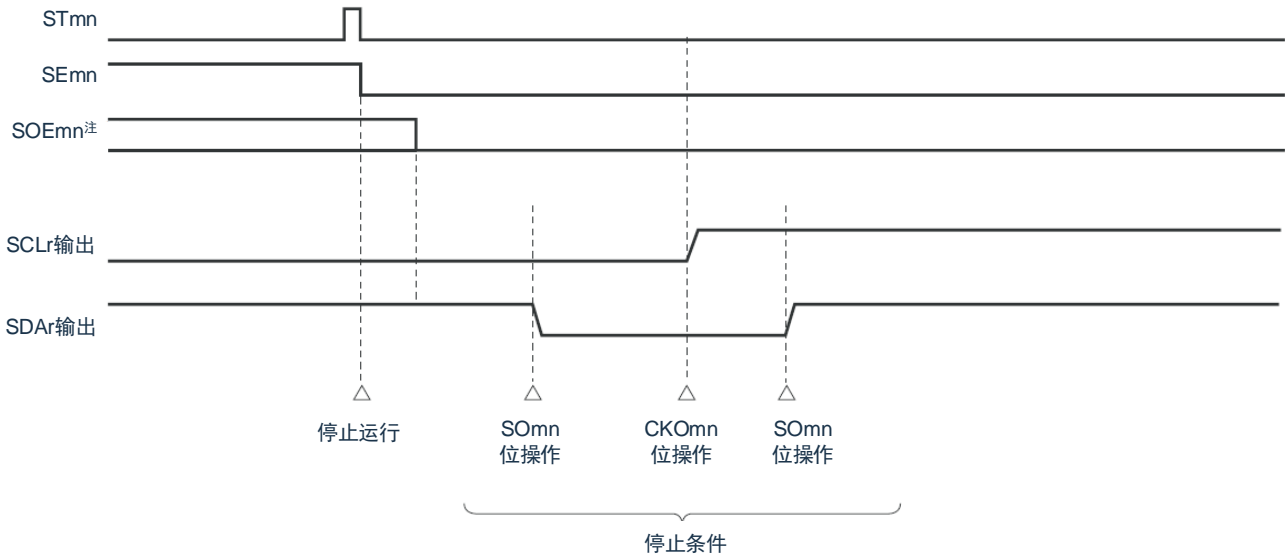 STmn
SEmn
SOEmn注
SCLr输出
SDAr输出
停止运行
SOmn
位操作
CKOmn
位操作
SOmn
位操作
停止条件